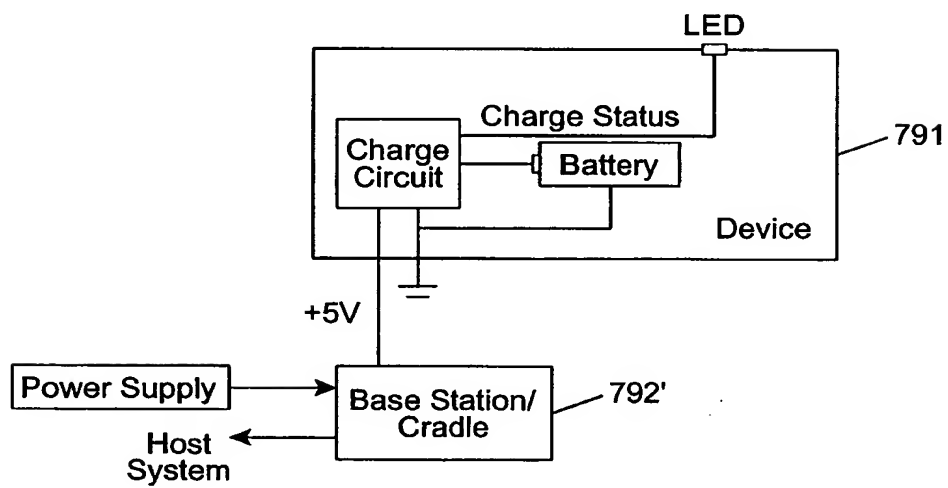 LED
Charge Status
Charge
Circuit
Battery
791
Device
+5V
Power Supply
Base Station/
Cradle
792'
Host
System